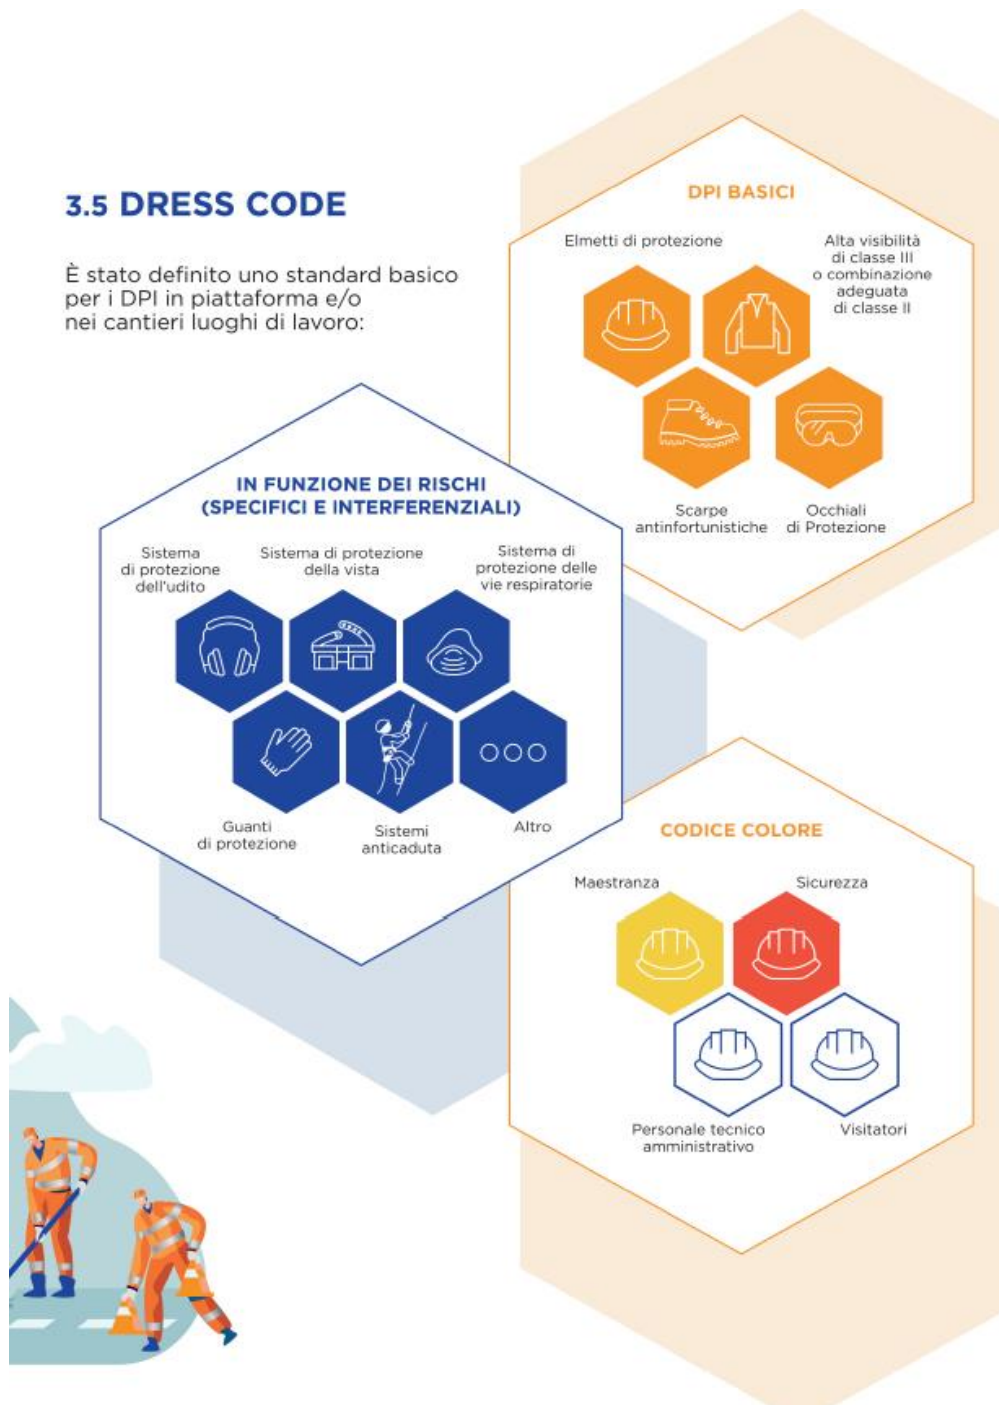 3.5 DRESS CODE
È stato definito uno standard basico
per i DPI in piattaforma e/o
nei cantieri luoghi di lavoro:
DPI BASICI
Elmetti di protezione
Alta visibilità
di classe III
o combinazione
adeguata
di classe II
Scarpe
antinfortunistiche
Occhiali
di Protezione
IN FUNZIONE DEI RISCHI
(SPECIFICI E INTERFERENZIALI)
Sistema
di protezione
dell'udito
Sistema di protezione
della vista
Sistema di
protezione delle
vie respiratorie
Guanti
di protezione
Sistemi
anticaduta
Altro
CODICE COLORE
Maestranza
Sicurezza
Personale tecnico
amministrativo
Visitatori